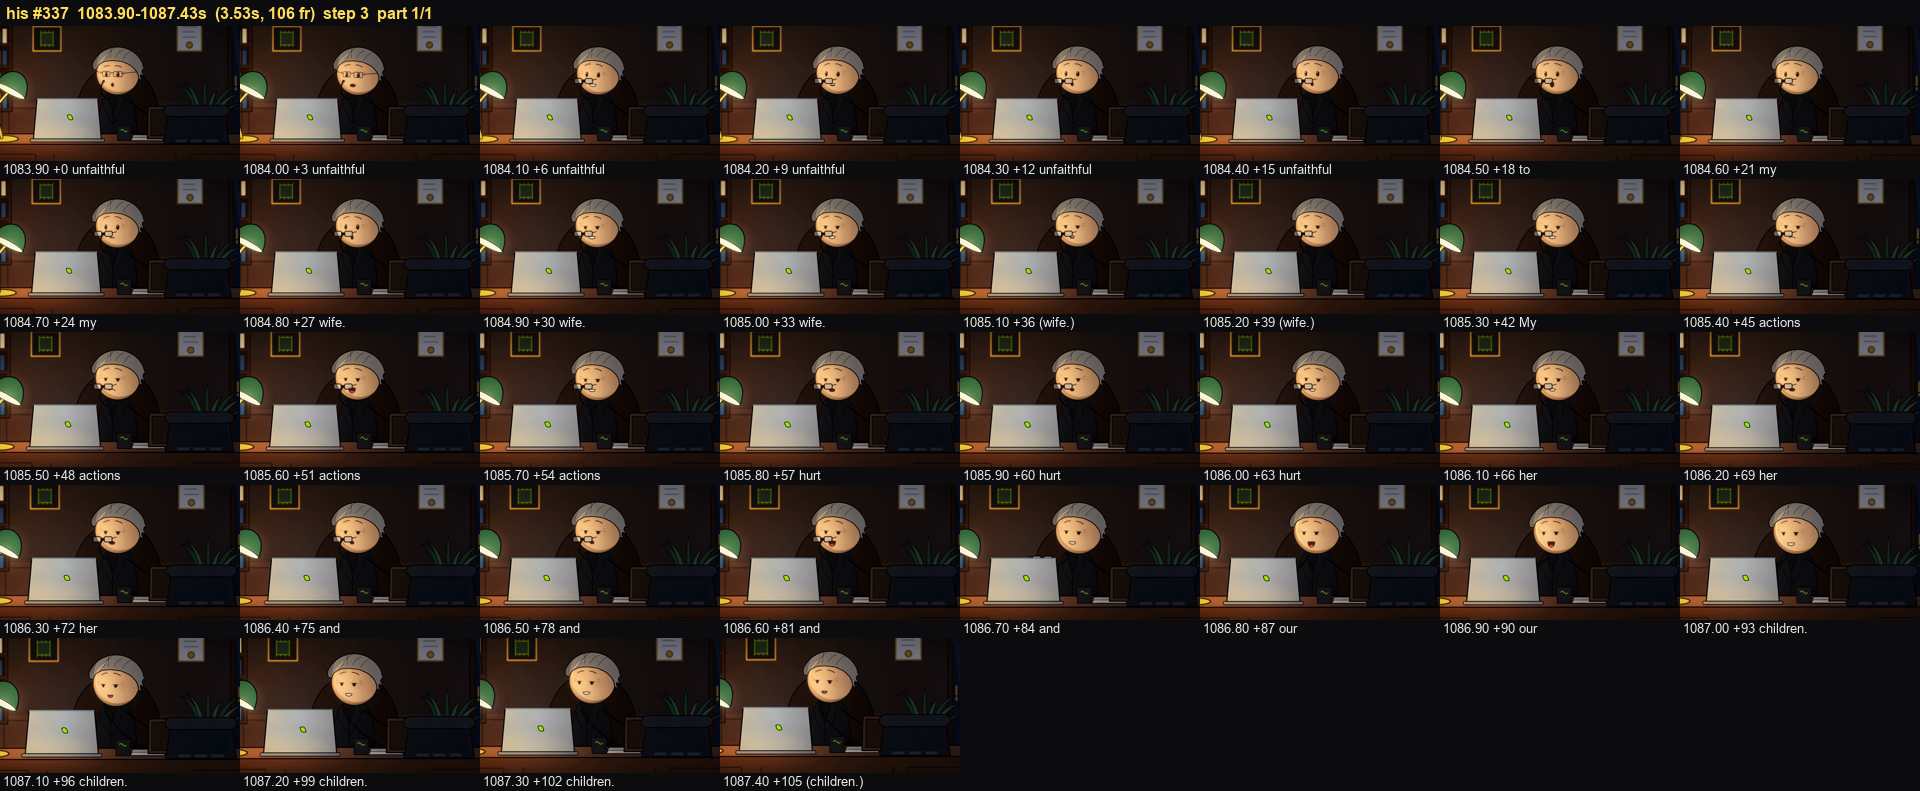 his #337 1083.90-1087.43s (3.53s, 106 fr) step 3 part 1/1
1083.90 +0 unfaithful
1084.00 +3 unfaithful
1084.10 +6 unfaithful
1084.20 +9 unfaithful
1084.30 +12 unfaithful
1084.40 +15 unfaithful
1084.50 +18 to
1084.60 +21 my
1084.70 +24 my
1084.80 +27 wife.
1084.90 +30 wife.
1085.00 +33 wife.
1085.10 +36 (wife.)
1085.20 +39 (wife.)
1085.30 +42 My
1085.40 +45 actions
1085.50 +48 actions
1085.60 +51 actions
1085.70 +54 actions
1085.80 +57 hurt
1085.90 +60 hurt
1086.00 +63 hurt
1086.10 +66 her
1086.20 +69 her
1086.30 +72 her
1086.40 +75 and
1086.50 +78 and
1086.60 +81 and
1086.70 +84 and
1086.80 +87 our
1086.90 +90 our
1087.00 +93 children.
1087.10 +96 children.
1087.20 +99 children.
1087.30 +102 children.
1087.40 +105 (children.)